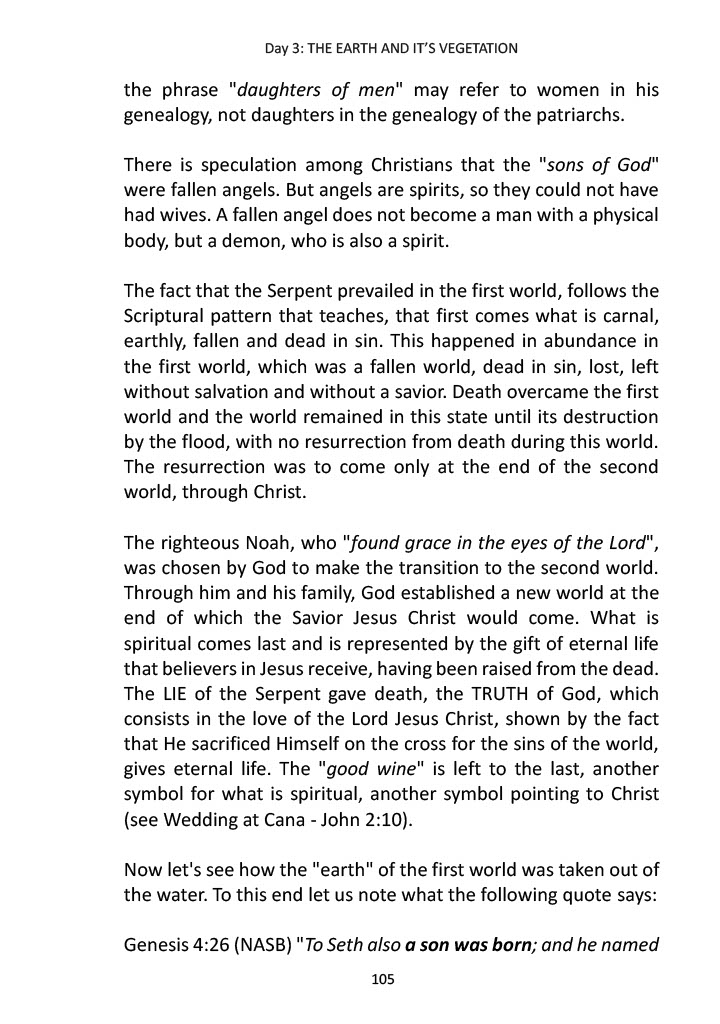 Day 3: THE EARTH AND IT’S VEGETATION
the phrase "daughters of men" may refer to women in his
genealogy, not daughters in the genealogy of the patriarchs.
There is speculation among Christians that the "sons of God"
were fallen angels. But angels are spirits, so they could not have
had wives. A fallen angel does not become a man with a physical
body, but a demon, who is also a spirit.
The fact that the Serpent prevailed in the first world, follows the
Scriptural pattern that teaches, that first comes what is carnal,
earthly, fallen and dead in sin. This happened in abundance in
the first world, which was a fallen world, dead in sin, lost, left
without salvation and without a savior. Death overcame the first
world and the world remained in this state until its destruction
by the flood, with no resurrection from death during this world.
The resurrection was to come only at the end of the second
world, through Christ.
The righteous Noah, who "found grace in the eyes of the Lord",
was chosen by God to make the transition to the second world.
Through him and his family, God established a new world at the
end of which the Savior Jesus Christ would come. What is
spiritual comes last and is represented by the gift of eternal life
that believers in Jesus receive, having been raised from the dead.
The LIE of the Serpent gave death, the TRUTH of God, which
consists in the love of the Lord Jesus Christ, shown by the fact
that He sacrificed Himself on the cross for the sins of the world,
gives eternal life. The "good wine" is left to the last, another
symbol for what is spiritual, another symbol pointing to Christ
(see Wedding at Cana - John 2:10).
Now let's see how the "earth" of the first world was taken out of
the water. To this end let us note what the following quote says:
Genesis 4:26 (NASB) "To Seth also a son was born; and he named
105